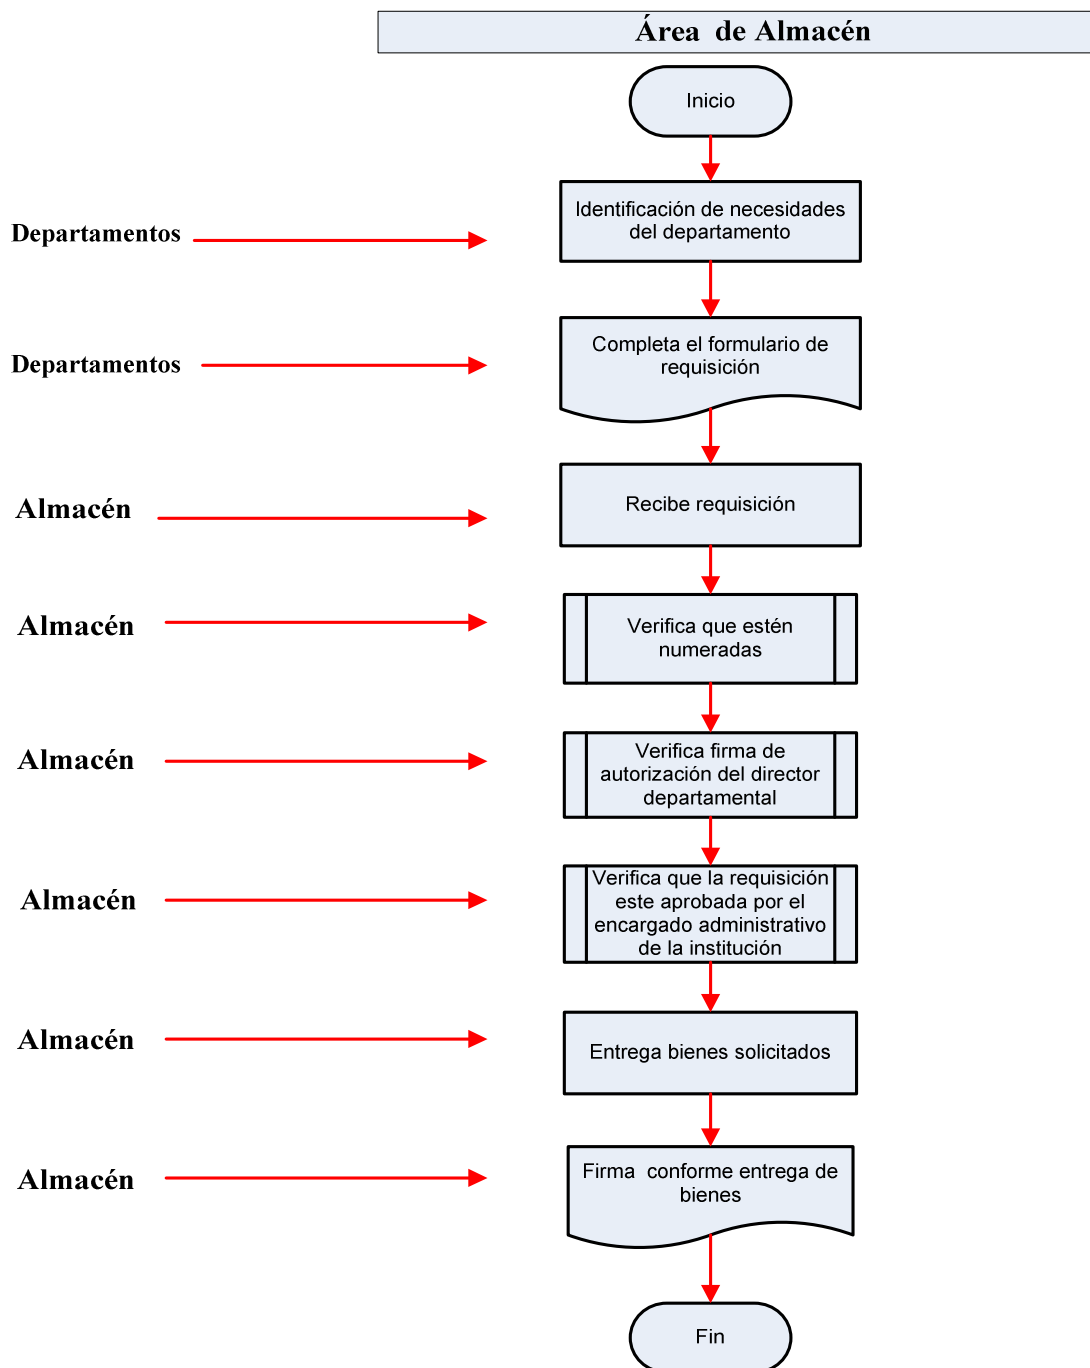 Área de Almacén
Inicio
Departamentos
Identificación de necesidades
del departamento
Departamentos
Completa el formulario de
requisición
Almacén
Recibe requisición
Almacén
Verifica que estén
numeradas
Almacén
Verifica firma de
autorización del director
departamental
Almacén
Verifica que la requisición
este aprobada por el
encargado administrativo
de la institución
Almacén
Entrega bienes solicitados
Almacén
Firma conforme entrega de
bienes
Fin